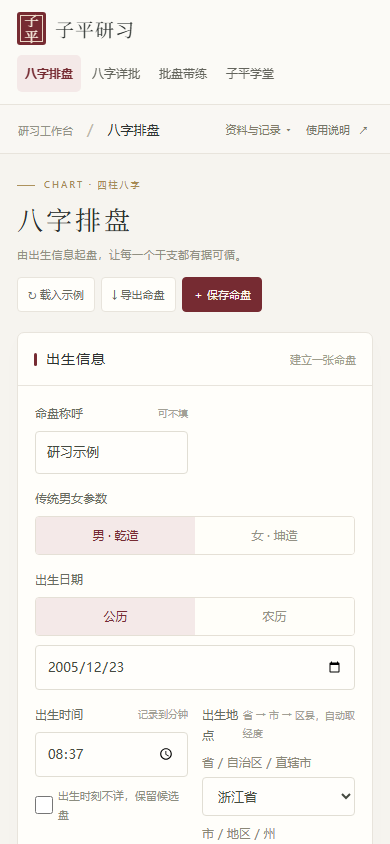 子平
子平研习
八字排盘 八字详批 批盘带练 子平学堂
研习工作台 / 八字排盘 资料与记录 使用说明 ↗
CHART · 四柱八字
八字排盘
由出生信息起盘，让每一个干支都有据可循。
↻ 载入示例 ↓ 导出命盘 + 保存命盘
出生信息 建立一张命盘
命盘称呼 可不填
研习示例
传统男女参数
男 · 乾造 女 · 坤造
出生日期
公历 农历
2005/12/23
出生时间 记录到分钟
08:37
出生时刻不详，保留候选
盘
出生地
点
省 → 市 → 区县，自动取
经度
省 / 自治区 / 直辖市
浙江省
市 / 地区 / 州